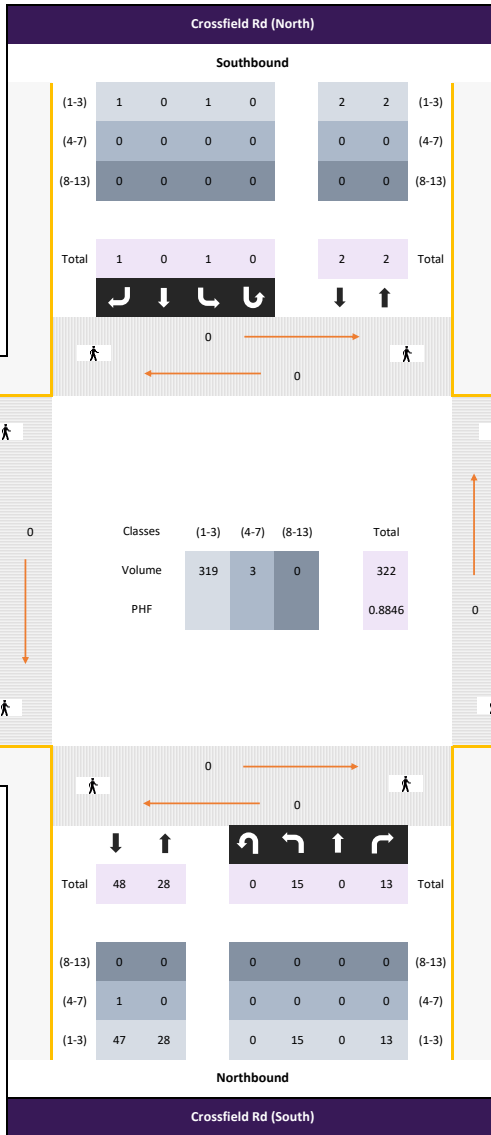 Crossfield Rd (North)
Southbound
(1-3) 1 0 1 0 2 2 (1-3)
(4-7) 0 0 0 0 0 0 (4-7)
(8-13) 0 0 0 0 0 0 (8-13)
Total 1 0 1 0 2 2 Total
0
0
0
Classes (1-3) (4-7) (8-13) Total
Volume 319 3 0 322
PHF 0.8846
0
0
0
Total 48 28 0 15 0 13 Total
(8-13) 0 0 0 0 0 0 (8-13)
(4-7) 1 0 0 0 0 0 (4-7)
(1-3) 47 28 0 15 0 13 (1-3)
Northbound
Crossfield Rd (South)